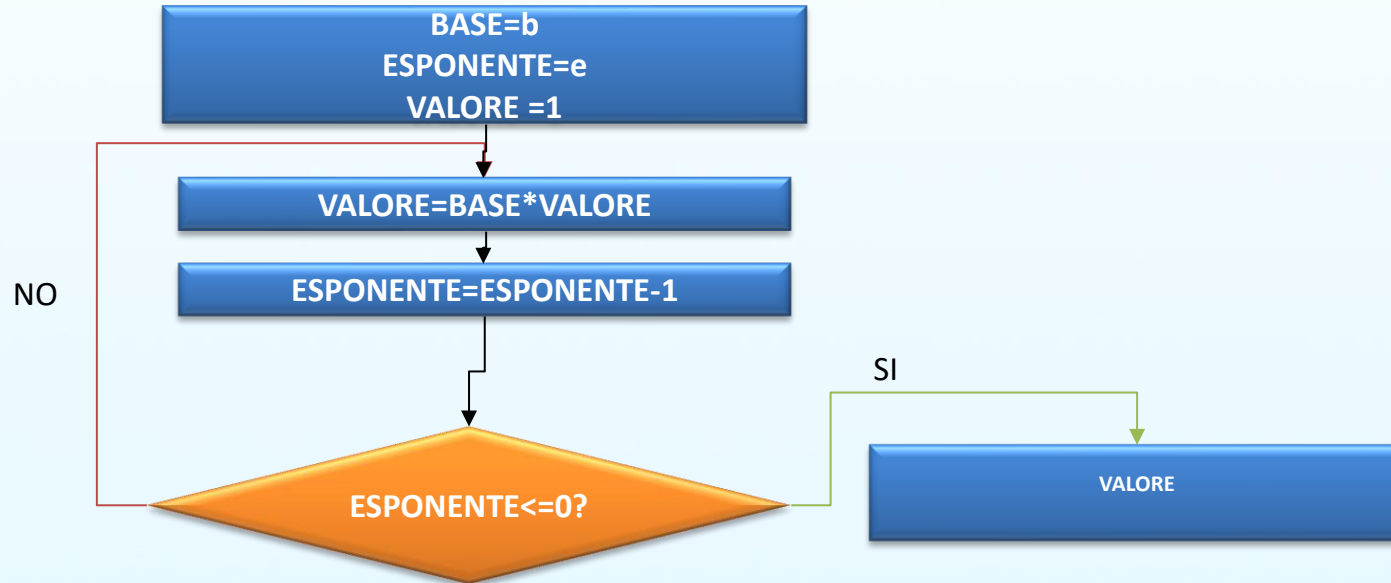 BASE=b
ESPONENTE=e
VALORE =1
VALORE=BASE*VALORE
ESPONENTE=ESPONENTE-1
NO
SI
ESPONENTE<=0?
VALORE